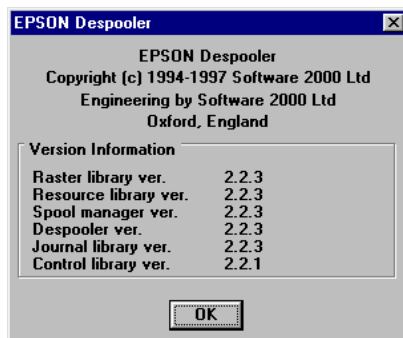 EPSON Despooler
EPSON Despooler
Copyright (c) 1994-1997 Software 2000 Ltd
Engineering by Software 2000 Ltd
Oxford, England
Version Information
Raster library ver. 2.2.3
Resource library ver. 2.2.3
Spool manager ver. 2.2.3
Despooler ver. 2.2.3
Journal library ver. 2.2.3
Control library ver. 2.2.1
OK